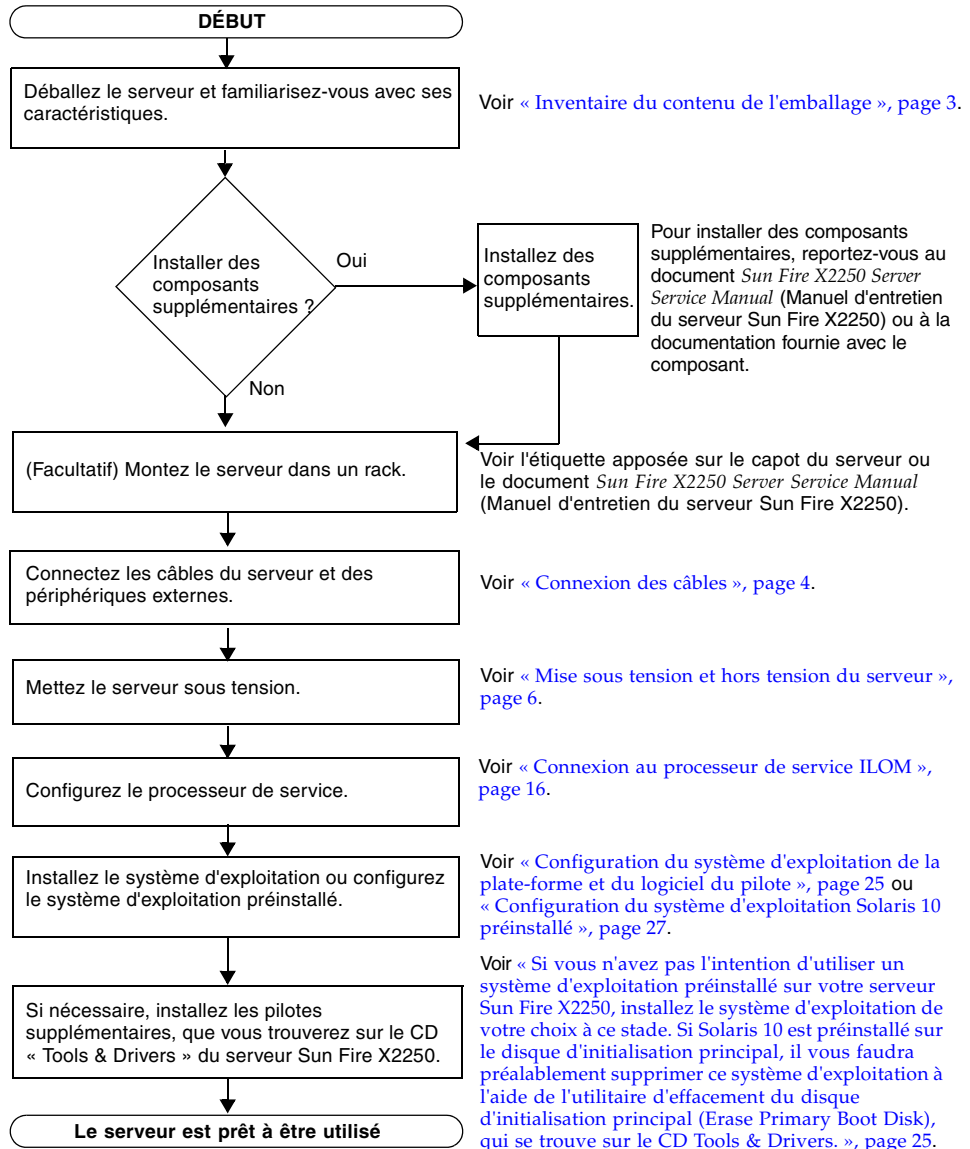 DÉBUT
Déballez le serveur et familiarisez-vous avec ses
caractéristiques.
Voir « Inventaire du contenu de l'emballage », page 3.
Installer des
composants
supplémentaires ?
Oui
Non
Installez des
composants
supplémentaires.
Pour installer des composants
supplémentaires, reportez-vous au
document Sun Fire X2250 Server
Service Manual (Manuel d'entretien
du serveur Sun Fire X2250) ou à la
documentation fournie avec le
composant.
(Facultatif) Montez le serveur dans un rack.
Voir l'étiquette apposée sur le capot du serveur ou
le document Sun Fire X2250 Server Service Manual
(Manuel d'entretien du serveur Sun Fire X2250).
Connectez les câbles du serveur et des
périphériques externes.
Voir « Connexion des câbles », page 4.
Mettez le serveur sous tension.
Voir « Mise sous tension et hors tension du serveur »,
page 6.
Configurez le processeur de service.
Voir « Connexion au processeur de service ILOM »,
page 16.
Installez le système d'exploitation ou configurez
le système d'exploitation préinstallé.
Voir « Configuration du système d'exploitation de la
plate-forme et du logiciel du pilote », page 25 ou
« Configuration du système d'exploitation Solaris 10
préinstallé », page 27.
Si nécessaire, installez les pilotes
supplémentaires, que vous trouverez sur le CD
« Tools & Drivers » du serveur Sun Fire X2250.
Voir « Si vous n'avez pas l'intention d'utiliser un
système d'exploitation préinstallé sur votre serveur
Sun Fire X2250, installez le système d'exploitation de
votre choix à ce stade. Si Solaris 10 est préinstallé sur
le disque d'initialisation principal, il vous faudra
préalablement supprimer ce système d'exploitation à
l'aide de l'utilitaire d'effacement du disque
d'initialisation principal (Erase Primary Boot Disk),
qui se trouve sur le CD Tools & Drivers. », page 25.
Le serveur est prêt à être utilisé